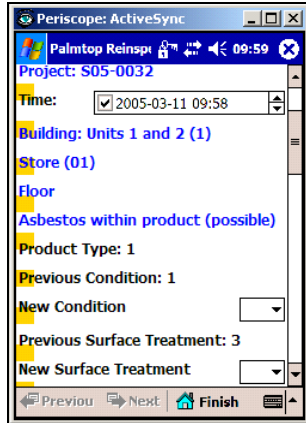 Periscope: ActiveSync
Palmtop Reinspe 09:59
Project: S05-0032
Time: 2005-03-11 09:58
Building: Units 1 and 2 (1)
Store (01)
Floor
Asbestos within product (possible)
Product Type: 1
Previous Condition: 1
New Condition
Previous Surface Treatment: 3
New Surface Treatment
Previou Next Finish